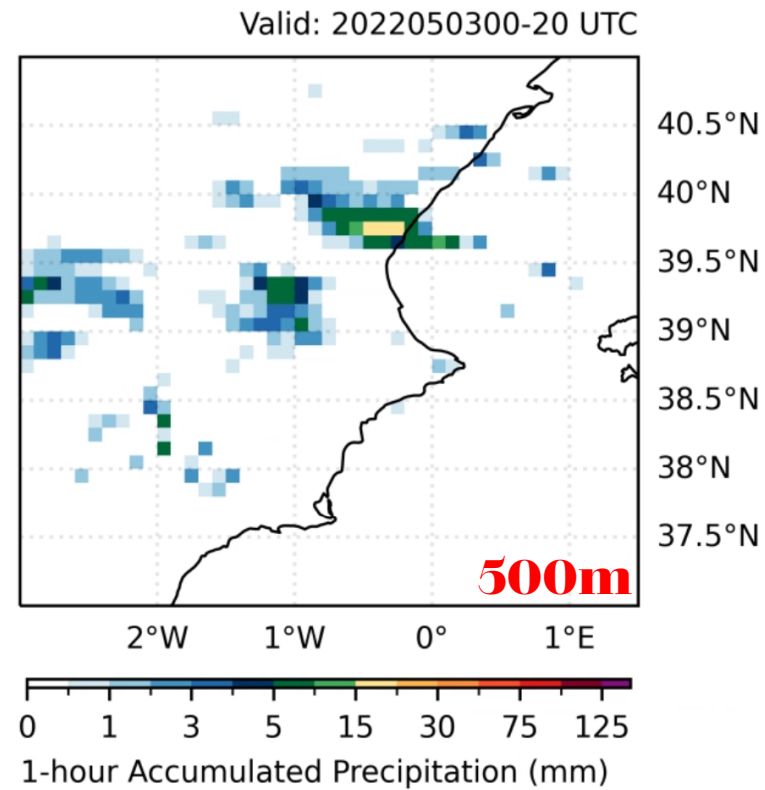 Valid: 2022050300-20 UTC
40.5°N
40°N
39.5°N
39°N
38.5°N
38°N
37.5°N
500m
2°W 1°W 0° 1°E
0 1 3 5 15 30 75 125
1-hour Accumulated Precipitation (mm)